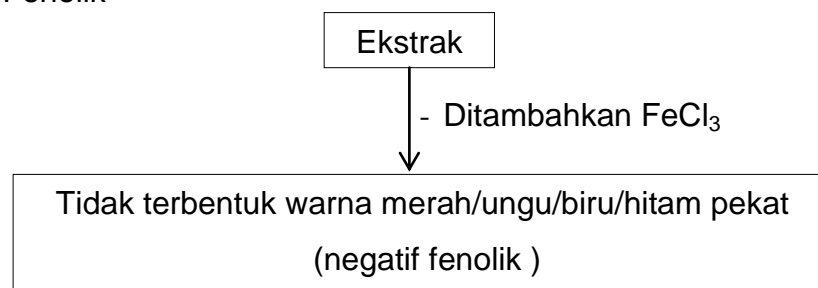 Fenolik
Ekstrak
- Ditambahkan FeCl₃
Tidak terbentuk warna merah/ungu/biru/hitam pekat
(negatif fenolik )